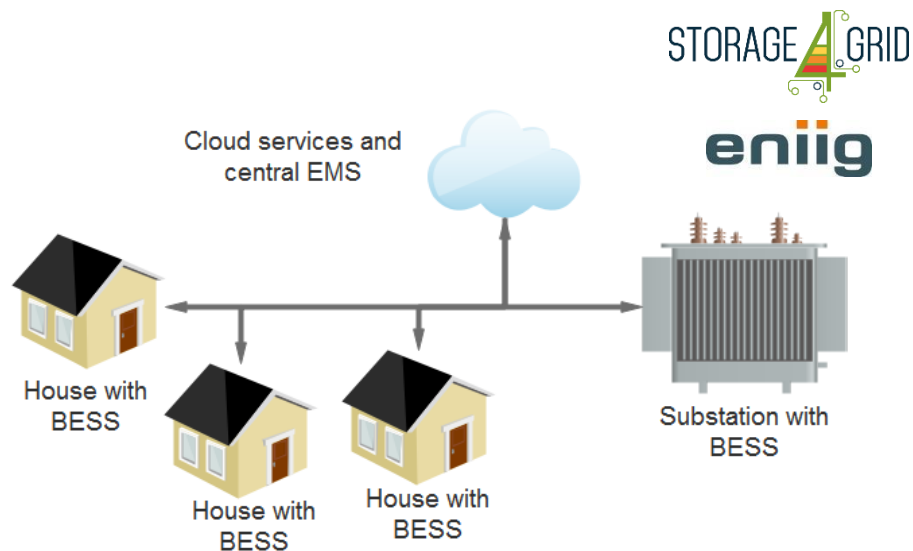 STORAGE4GRID
eniig
Cloud services and
central EMS
House with
BESS
House with
BESS
House with
BESS
Substation with
BESS